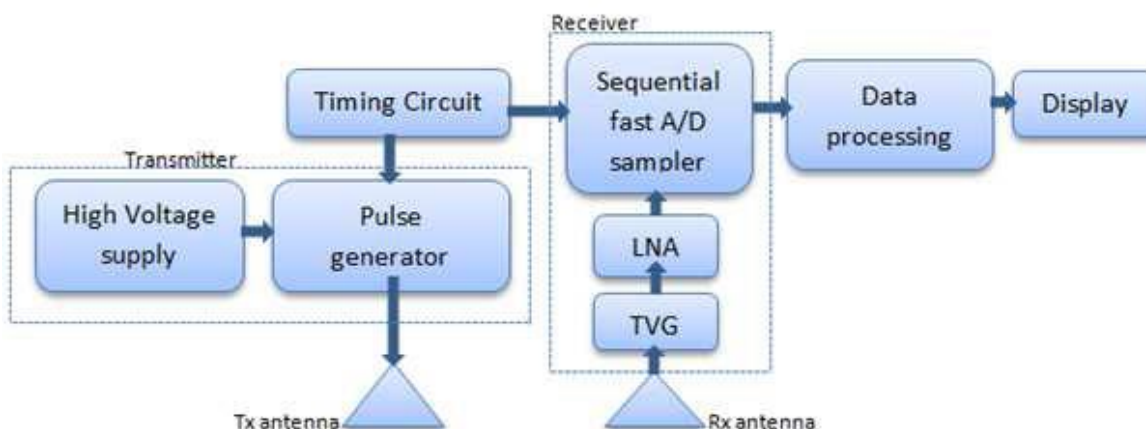 Receiver
Timing Circuit
Sequential
fast A/D
sampler
Data
processing
Display
Transmitter
High Voltage
supply
Pulse
generator
LNA
TVG
Tx antenna
Rx antenna